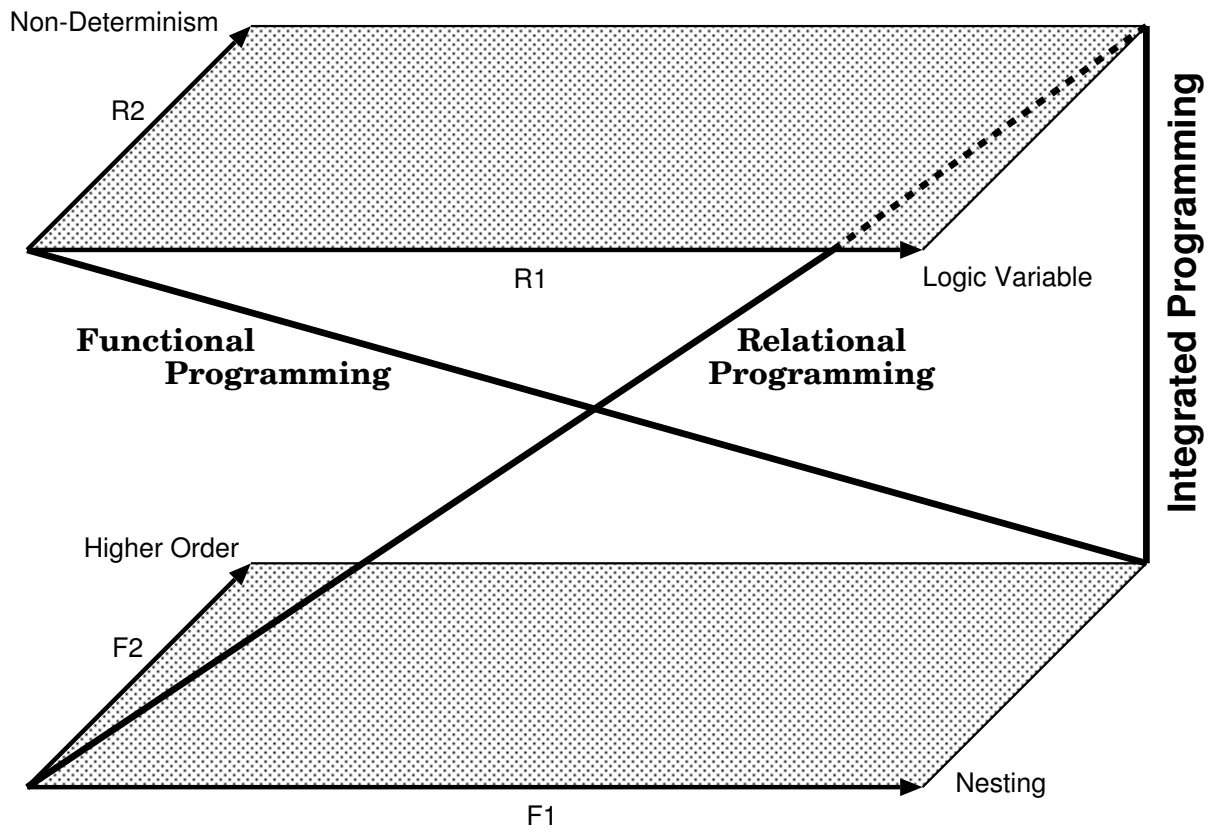 Non-Determinism
R2
R1
Logic Variable
Functional
Programming
Relational
Programming
Integrated Programming
Higher Order
F2
Nesting
F1